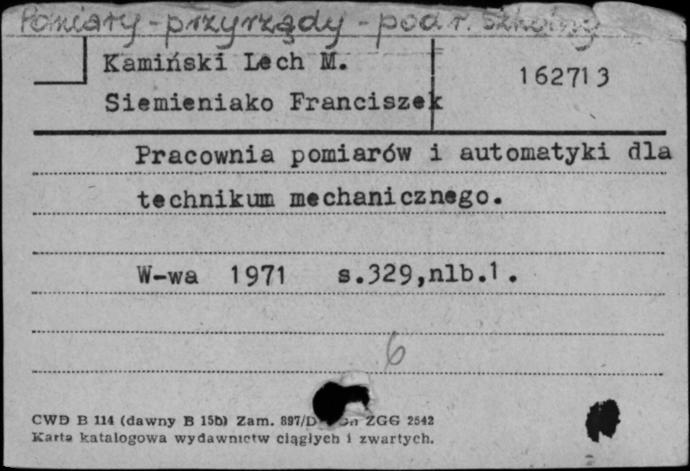 Pomiary - przyrządy - podr. szkolny
Kamiński Lech M.
162713
Siemieniako Franciszek
Pracownia pomiarów i automatyki dla
technikum mechanicznego.
W-wa 1971 s.329,nlb.1.
6
CWD B 114 (dawny B 15b) Zam. 897/D ZGG 2542
Karta katalogowa wydawnictw ciągłych i zwartych.